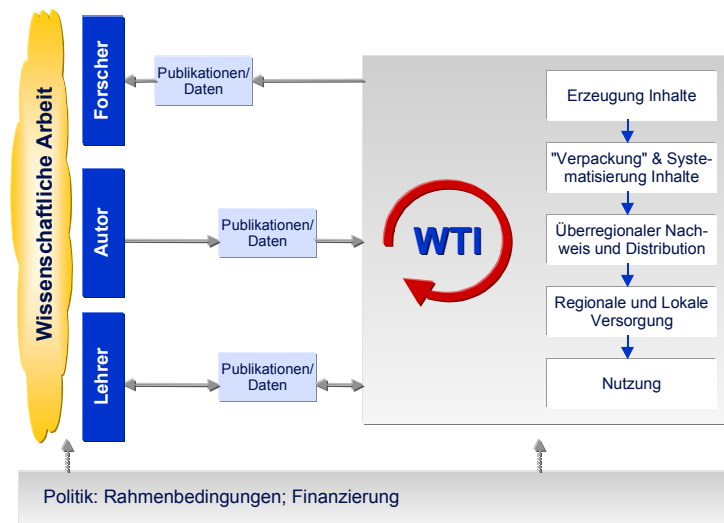 Wissenschaftliche Arbeit
Forscher
Publikationen/
Daten
Autor
Publikationen/
Daten
Lehrer
Publikationen/
Daten
WTI
Erzeugung Inhalte
"Verpackung" & Syste-
matisierung Inhalte
Überregionaler Nach-
weis und Distribution
Regionale und Lokale
Versorgung
Nutzung
Politik: Rahmenbedingungen; Finanzierung